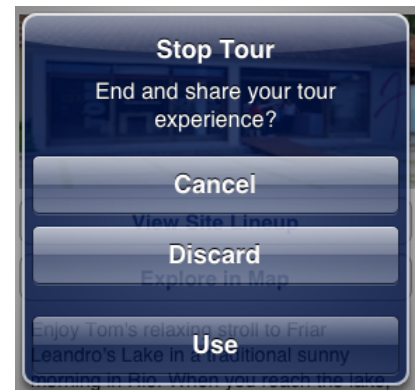 Stop Tour
End and share your tour
experience?
Cancel
View Site Lineup
Discard
Explore in Map
Use
Enjoy Tom's relaxing stroll to Friar
Leandro's Lake in a traditional sunny
morning in Rio. When you reach the lake,